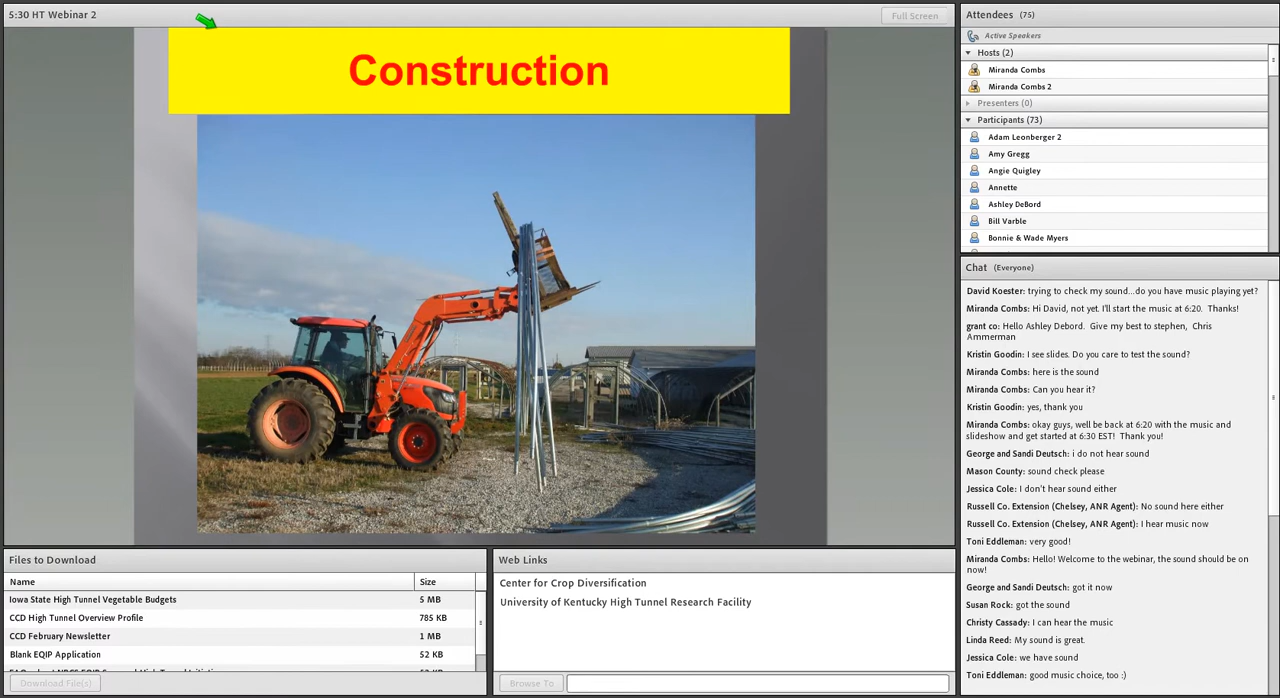 5:30 HT Webinar 2
Full Screen
Construction
Attendees (75)
Active Speakers
Hosts (2)
Miranda Combs
Miranda Combs 2
Presenters (0)
Participants (73)
Adam Leonberger 2
Amy Gregg
Angie Quigley
Annette
Ashley DeBord
Bill Varble
Bonnie & Wade Myers
Chat (Everyone)
David Koester: trying to check my sound...do you have music playing yet?
Miranda Combs: Hi David, not yet. I'll start the music at 6:20. Thanks!
grant co: Hello Ashley Debord. Give my best to stephen, Chris
Ammerman
Kristin Goodin: I see slides. Do you care to test the sound?
Miranda Combs: here is the sound
Miranda Combs: Can you hear it?
Kristin Goodin: yes, thank you
Miranda Combs: okay guys, well be back at 6:20 with the music and
slideshow and get started at 6:30 EST! Thank you!
George and Sandi Deutsch: i do not hear sound
Mason County: sound check please
Jessica Cole: I don't hear sound either
Russell Co. Extension (Chelsey, ANR Agent): No sound here either
Russell Co. Extension (Chelsey, ANR Agent): I hear music now
Toni Eddleman: very good!
Miranda Combs: Hello! Welcome to the webinar, the sound should be on
now!
George and Sandi Deutsch: got it now
Susan Rock: got the sound
Christy Cassady: I can hear the music
Linda Reed: My sound is great.
Jessica Cole: we have sound
Toni Eddleman: good music choice, too :)
Files to Download
Name Size
Iowa State High Tunnel Vegetable Budgets 5 MB
CCD High Tunnel Overview Profile 785 KB
CCD February Newsletter 1 MB
Blank EQIP Application 52 KB
Download File(s)
Web Links
Center for Crop Diversification
University of Kentucky High Tunnel Research Facility
Browse To